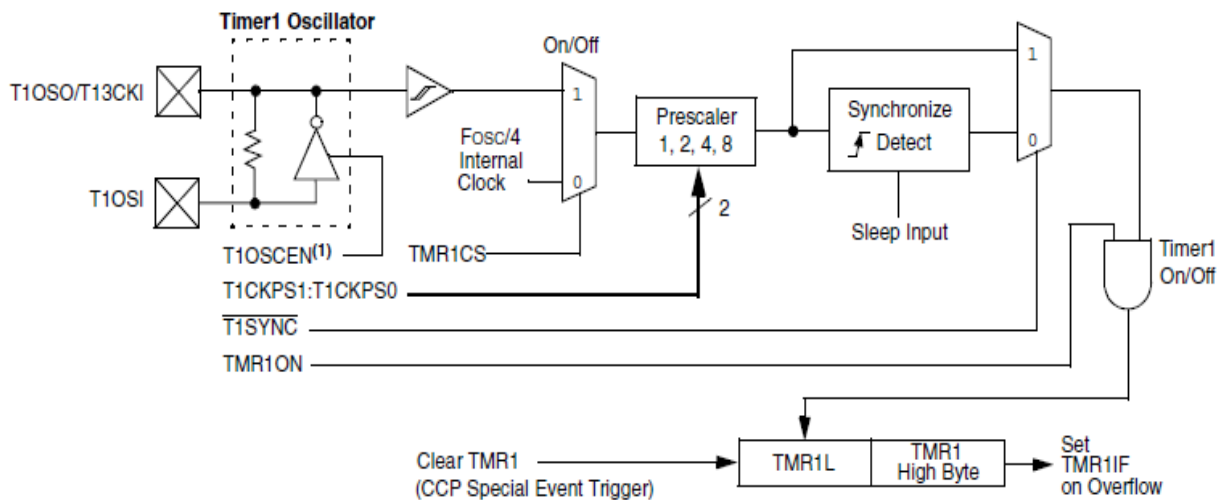 Timer1 Oscillator
On/Off
T1OSO/T13CKI
1
1
Prescaler
1, 2, 4, 8
Synchronize
Detect
FOSC/4
Internal
Clock
0
0
T1OSI
2
Sleep Input
T1OSCEN(1)
TMR1CS
Timer1
On/Off
T1CKPS1:T1CKPS0
T1SYNC
TMR1ON
Clear TMR1
(CCP Special Event Trigger)
TMR1L
TMR1
High Byte
Set
TMR1IF
on Overflow